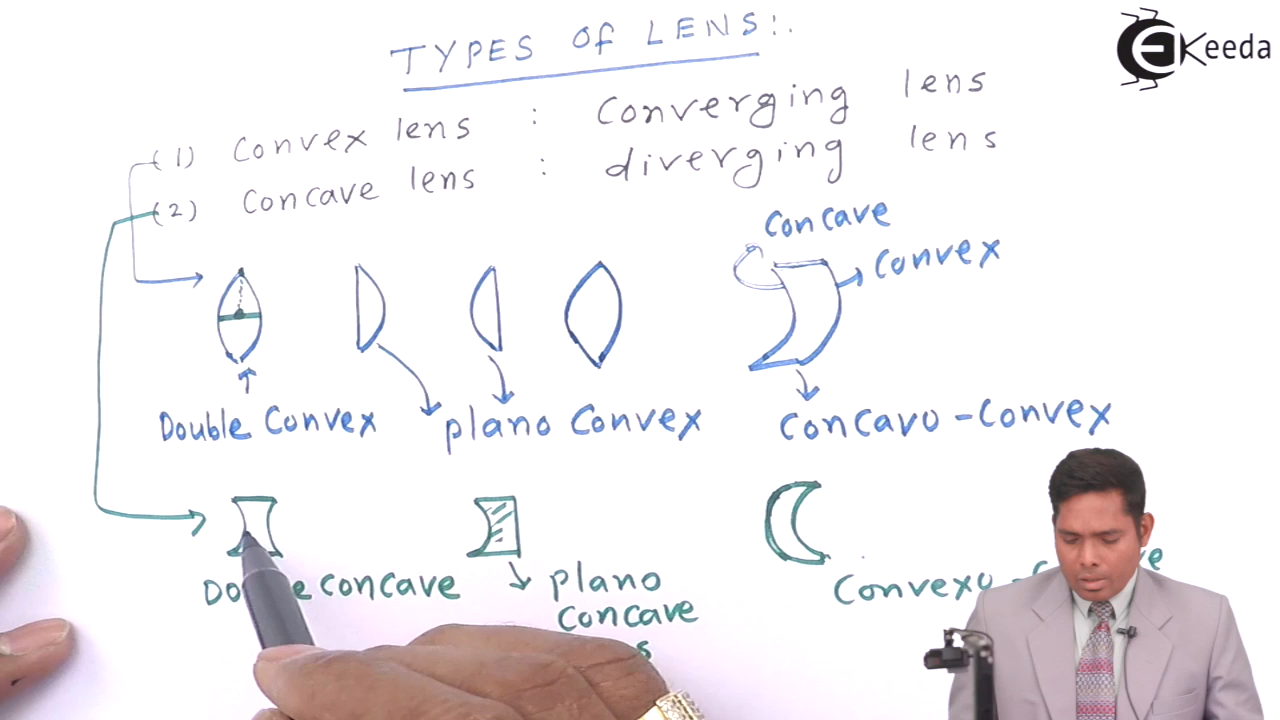 TYPES Of LENS:.
EKeeda
(1) Convex lens : Converging lens
(2) Concave lens : diverging lens
Concave
Convex
Double Convex
plano Convex
Concavo - Convex
concave
plano
Concave
Convexo -